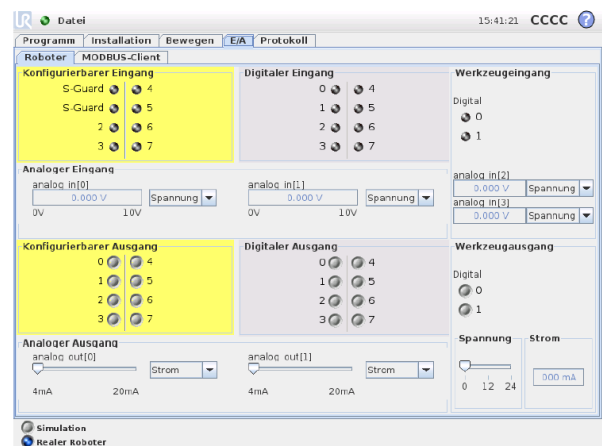 UR Datei 15:41:21 CCCC ?
Programm Installation Bewegen E/A Protokoll
Roboter MODBUS-Client
Konfigurierbarer Eingang Digitaler Eingang Werkzeugeingang
S-Guard 4 0 4
Digital
S-Guard 5 1 5 0
2 6 2 6 1
3 7 3 7
Analoger Eingang
analog_in[0] analog_in[1] analog_in[2]
0.000 V Spannung 0.000 V Spannung 0.000 V Spannung
0V 10V 0V 10V analog_in[3]
0.000 V Spannung
Konfigurierbarer Ausgang Digitaler Ausgang Werkzeugausgang
0 4 0 4
Digital
1 5 1 5 0
2 6 2 6 1
3 7 3 7
Analoger Ausgang Spannung Strom
analog_out[0] analog_out[1]
Strom Strom
4mA 20mA 4mA 20mA 0 12 24 000 mA
Simulation
Realer Roboter